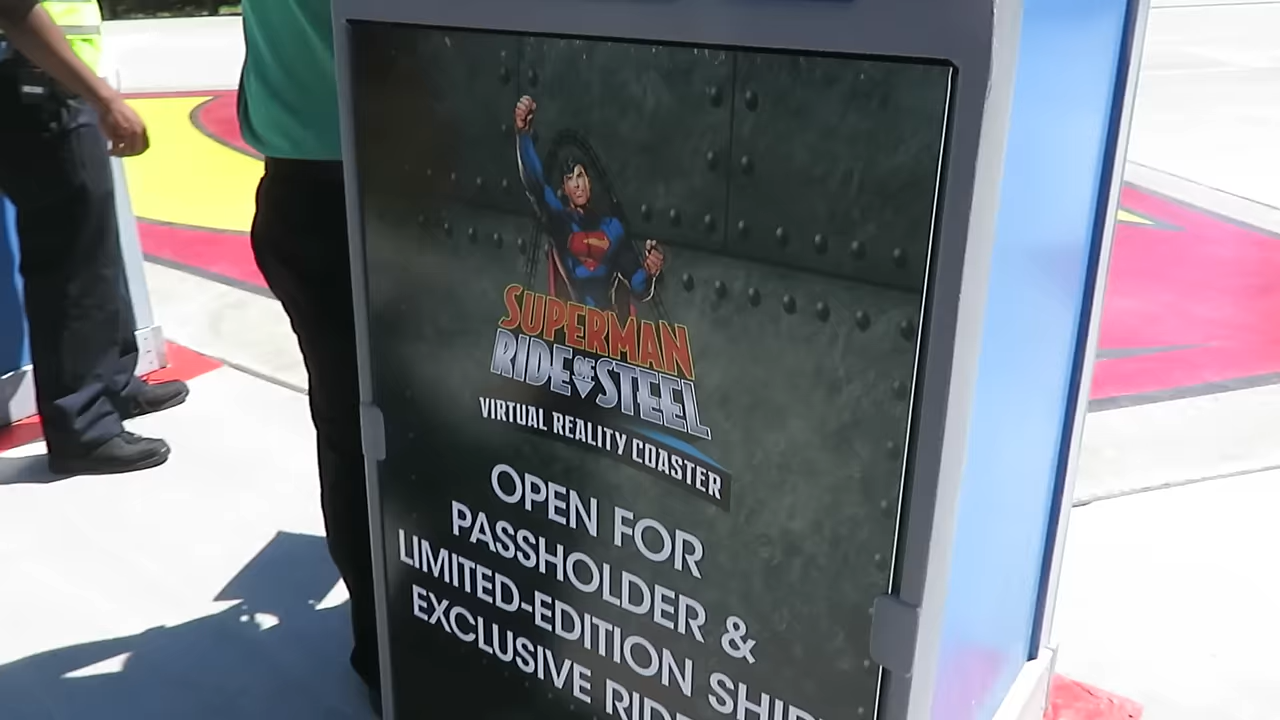 SUPERMAN
RIDE OF STEEL
VIRTUAL REALITY COASTER
OPEN FOR
PASSHOLDER &
LIMITED-EDITION
EXCLUSIVE